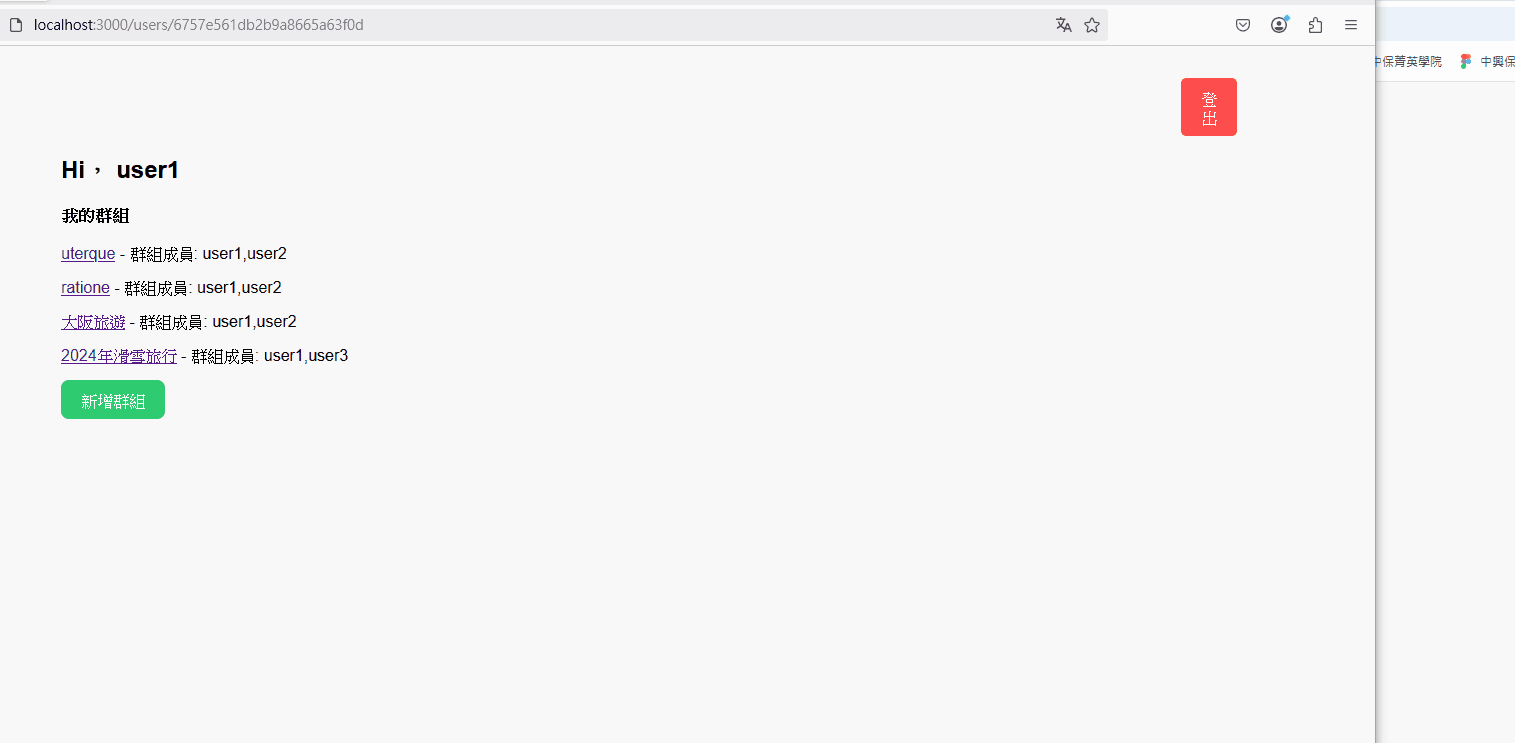 localhost:3000/users/6757e561db2b9a8665a63f0d
中保菁英學院
中興保
登
出
Hi， user1
我的群組
uterque - 群組成員: user1,user2
ratione - 群組成員: user1,user2
大阪旅遊 - 群組成員: user1,user2
2024年滑雪旅行 - 群組成員: user1,user3
新增群組